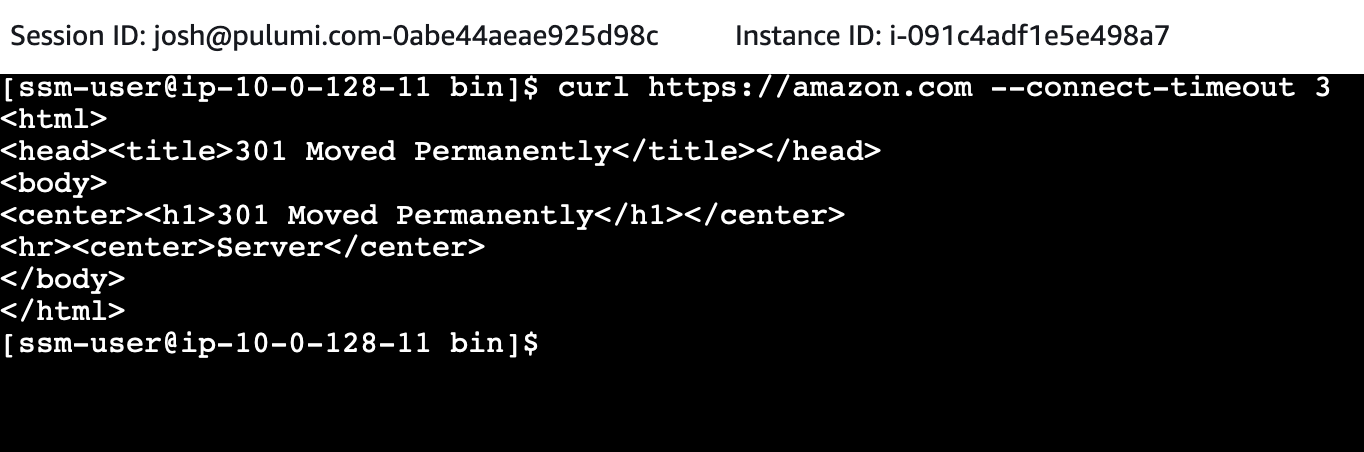 Session ID: josh@pulumi.com-0abe44aeae925d98c Instance ID: i-091c4adf1e5e498a7
[ssm-user@ip-10-0-128-11 bin]$ curl https://amazon.com --connect-timeout 3
<html>
<head><title>301 Moved Permanently</title></head>
<body>
<center><h1>301 Moved Permanently</h1></center>
<hr><center>Server</center>
</body>
</html>
[ssm-user@ip-10-0-128-11 bin]$